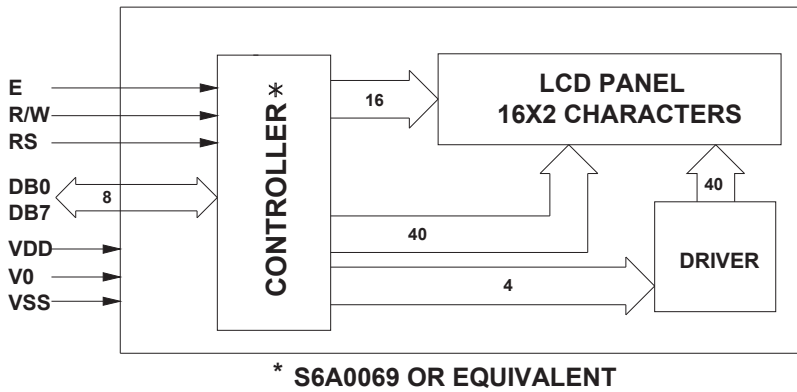 E
R/W
RS
DB0
DB7
8
VDD
V0
VSS
CONTROLLER*
16
LCD PANEL
16X2 CHARACTERS
40
40
4
DRIVER
* S6A0069 OR EQUIVALENT